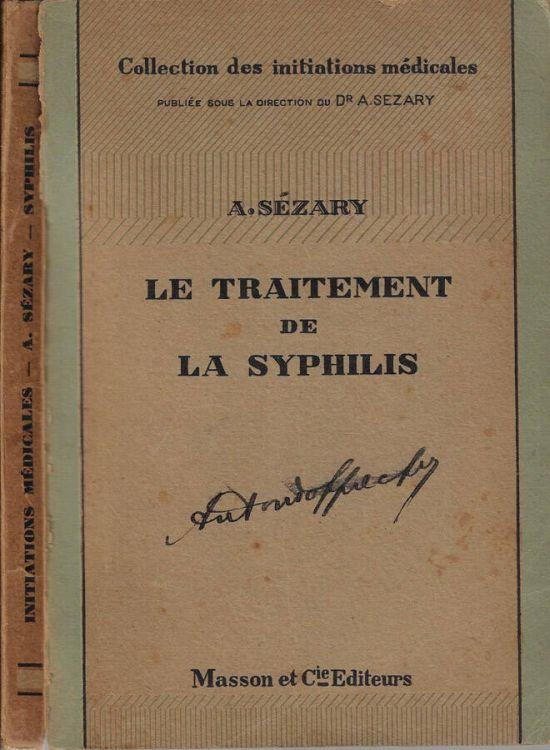 INITIATIONS MÉDICALES — A. SÉZARY — SYPHILIS
Collection des initiations médicales
PUBLIÉE SOUS LA DIRECTION DU DR A. SEZARY
A. SÉZARY
LE TRAITEMENT
DE
LA SYPHILIS
Masson et Cie Editeurs